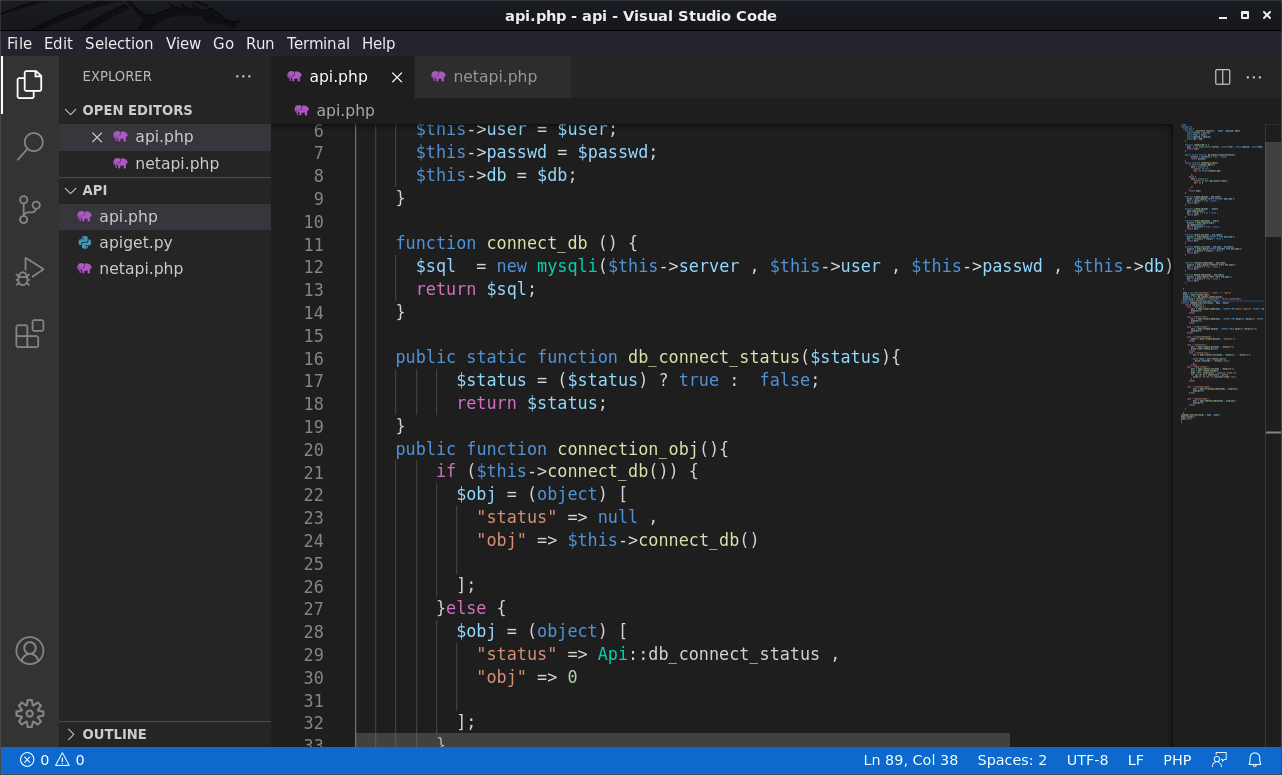 api.php - api - Visual Studio Code
File Edit Selection View Go Run Terminal Help
EXPLORER
OPEN EDITORS
api.php
netapi.php
API
api.php
apiget.py
netapi.php
OUTLINE
api.php netapi.php
api.php
6 $this->user = $user;
7 $this->passwd = $passwd;
8 $this->db = $db;
9 }
10
11 function connect_db () {
12 $sql  = new mysqli($this->server , $this->user , $this->passwd , $this->db)
13 return $sql;
14 }
15
16 public static function db_connect_status($status){
17 $status = ($status) ? true :  false;
18 return $status;
19 }
20 public function connection_obj(){
21 if ($this->connect_db()) {
22 $obj = (object) [
23 "status" => null ,
24 "obj" => $this->connect_db()
25
26 ];
27 }else {
28 $obj = (object) [
29 "status" => Api::db_connect_status ,
30 "obj" => 0
31
32 ];
33 }
0 0 Ln 89, Col 38 Spaces: 2 UTF-8 LF PHP